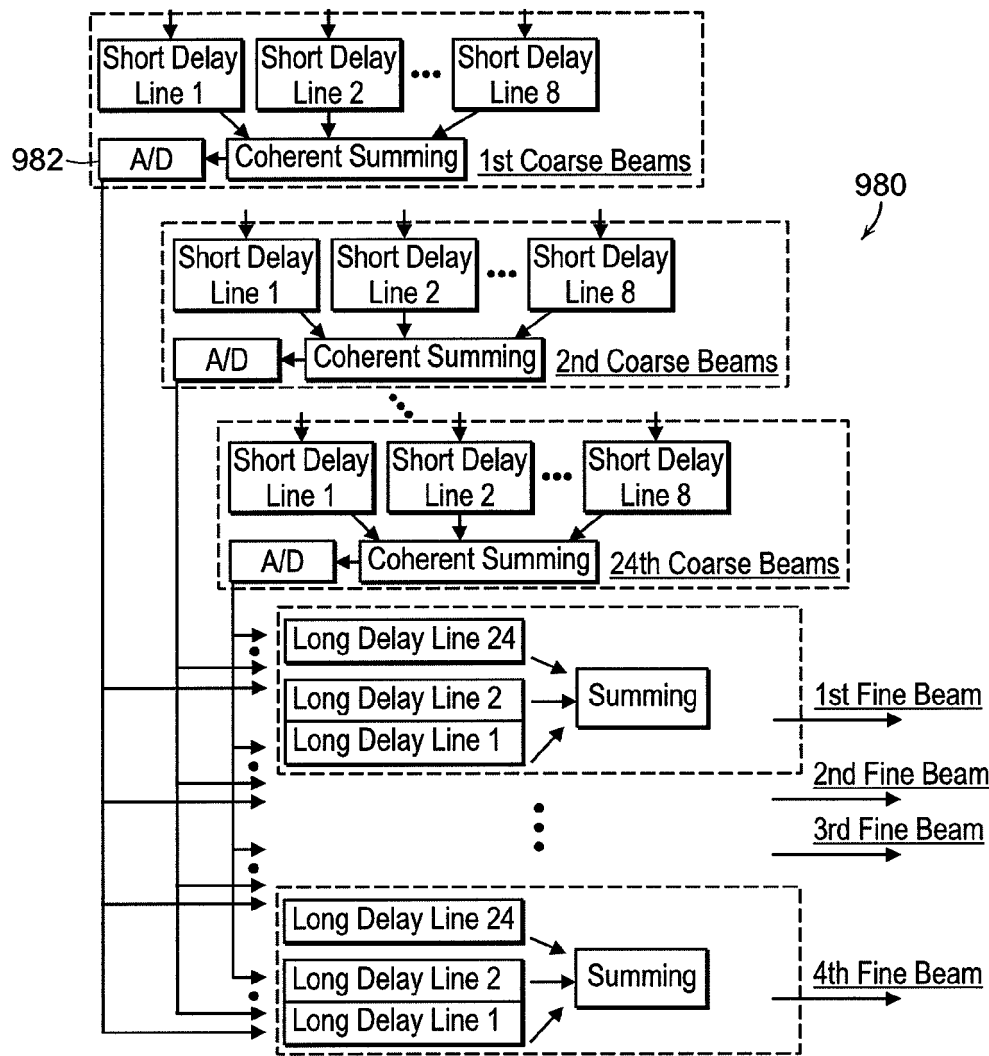 Short Delay Line 1
Short Delay Line 2
Short Delay Line 8
982
A/D
Coherent Summing
1st Coarse Beams
980
Short Delay Line 1
Short Delay Line 2
Short Delay Line 8
A/D
Coherent Summing
2nd Coarse Beams
Short Delay Line 1
Short Delay Line 2
Short Delay Line 8
A/D
Coherent Summing
24th Coarse Beams
Long Delay Line 24
Long Delay Line 2
Long Delay Line 1
Summing
1st Fine Beam
2nd Fine Beam
3rd Fine Beam
Long Delay Line 24
Long Delay Line 2
Long Delay Line 1
Summing
4th Fine Beam